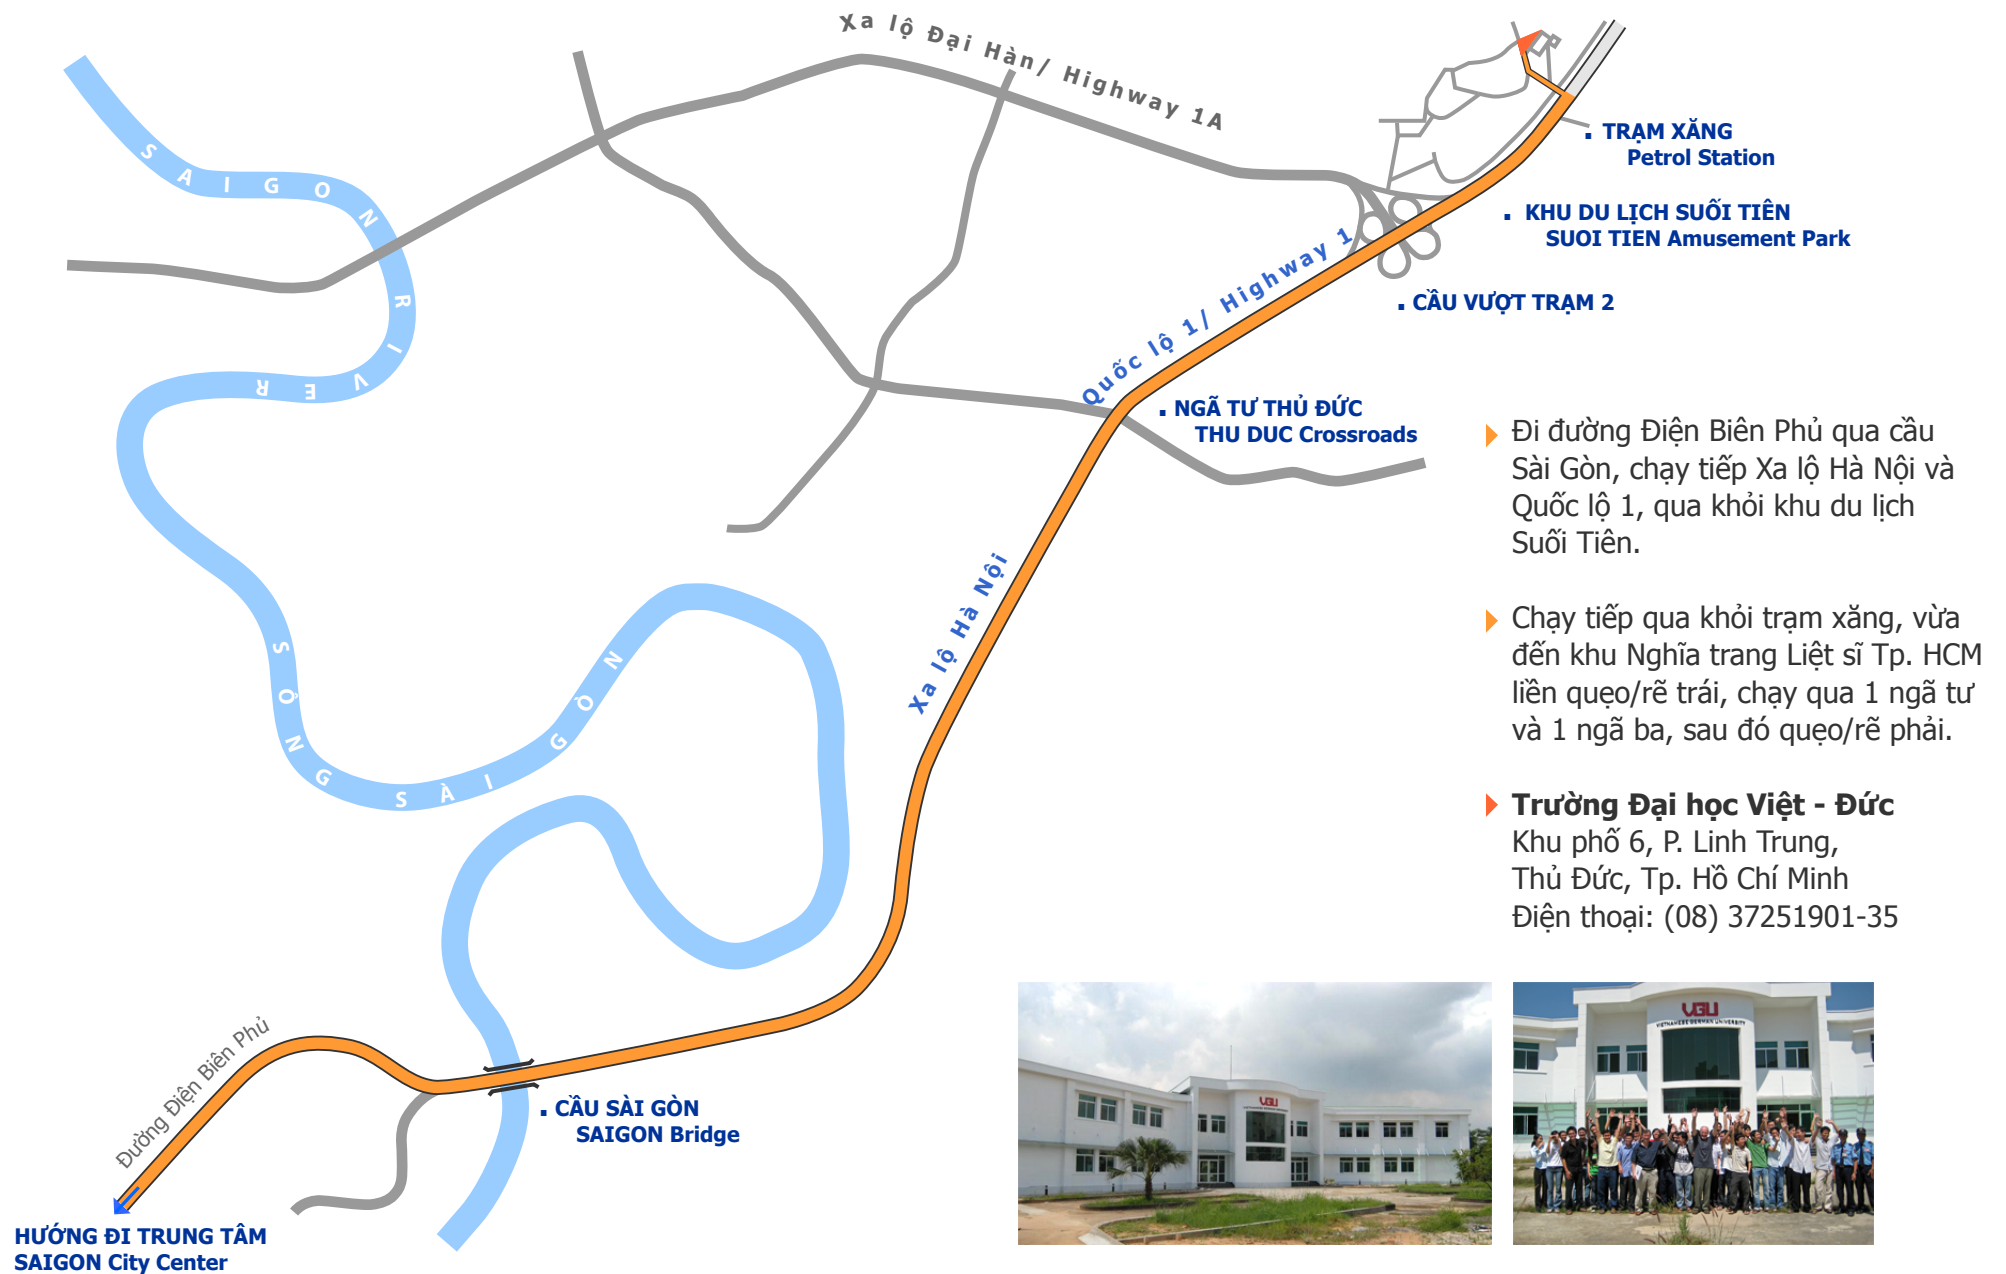 Xa lộ Đại Hàn/ Highway 1A
SAIGON RIVER
TRẠM XĂNG
Petrol Station
KHU DU LỊCH SUỐI TIÊN
SUOI TIEN Amusement Park
Quốc lộ 1/ Highway 1
CẦU VƯỢT TRẠM 2
NGÃ TƯ THỦ ĐỨC
THU DUC Crossroads
Đi đường Điện Biên Phủ qua cầu
Sài Gòn, chạy tiếp Xa lộ Hà Nội và
Quốc lộ 1, qua khỏi khu du lịch
Suối Tiên.
Xa lộ Hà Nội
SÔNG SÀI GÒN
Chạy tiếp qua khỏi trạm xăng, vừa
đến khu Nghĩa trang Liệt sĩ Tp. HCM
liền quẹo/rẽ trái, chạy qua 1 ngã tư
và 1 ngã ba, sau đó quẹo/rẽ phải.
Trường Đại học Việt - Đức
Khu phố 6, P. Linh Trung,
Thủ Đức, Tp. Hồ Chí Minh
Điện thoại: (08) 37251901-35
Đường Điện Biên Phủ
CẦU SÀI GÒN
SAIGON Bridge
HƯỚNG ĐI TRUNG TÂM
SAIGON City Center
VGU
VGU
VIETNAMESE GERMAN UNIVERSITY